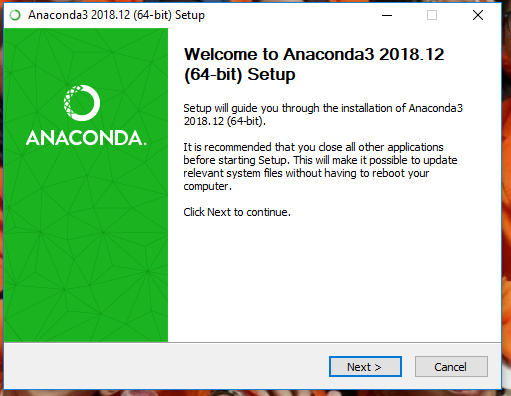 Anaconda3 2018.12 (64-bit) Setup
ANACONDA.
Welcome to Anaconda3 2018.12
(64-bit) Setup
Setup will guide you through the installation of Anaconda3
2018.12 (64-bit).
It is recommended that you close all other applications
before starting Setup. This will make it possible to update
relevant system files without having to reboot your
computer.
Click Next to continue.
Next >
Cancel